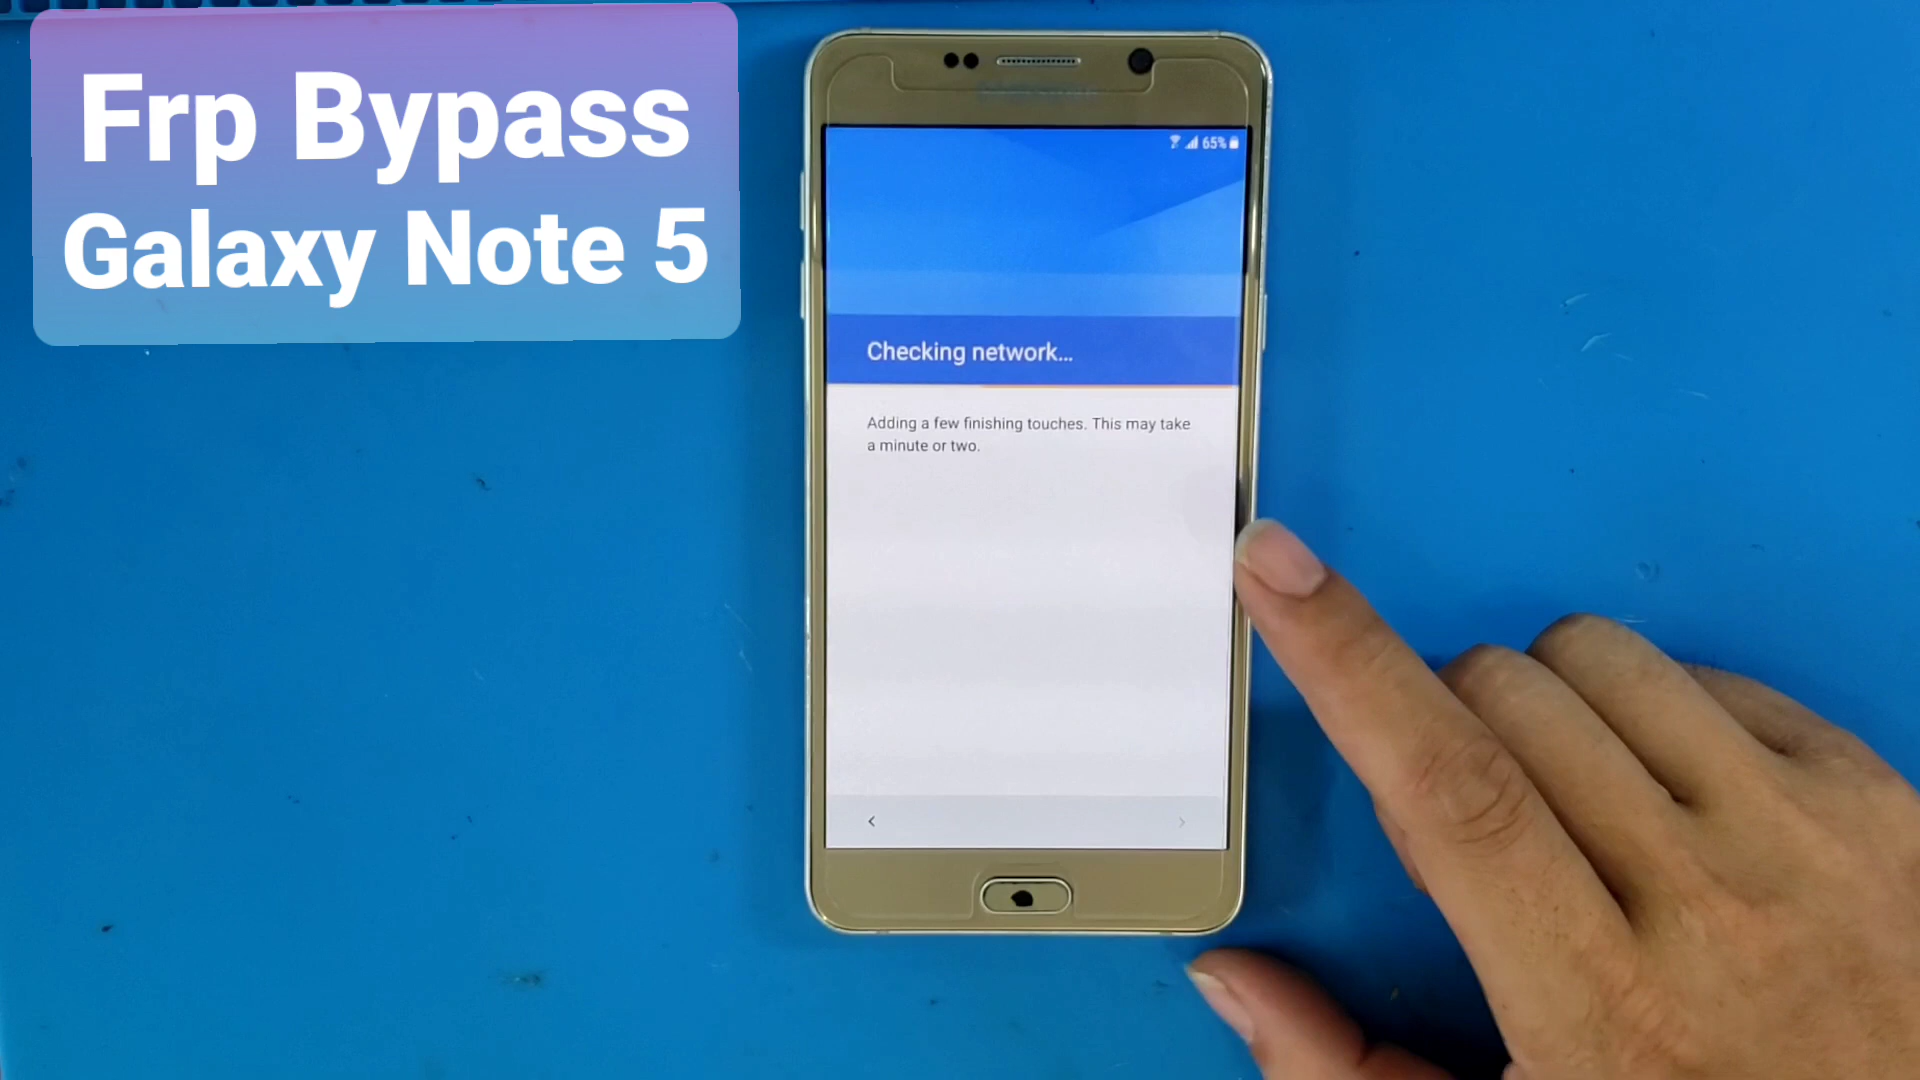 Frp Bypass
Galaxy Note 5
65%
Checking network...
Adding a few finishing touches. This may take
a minute or two.